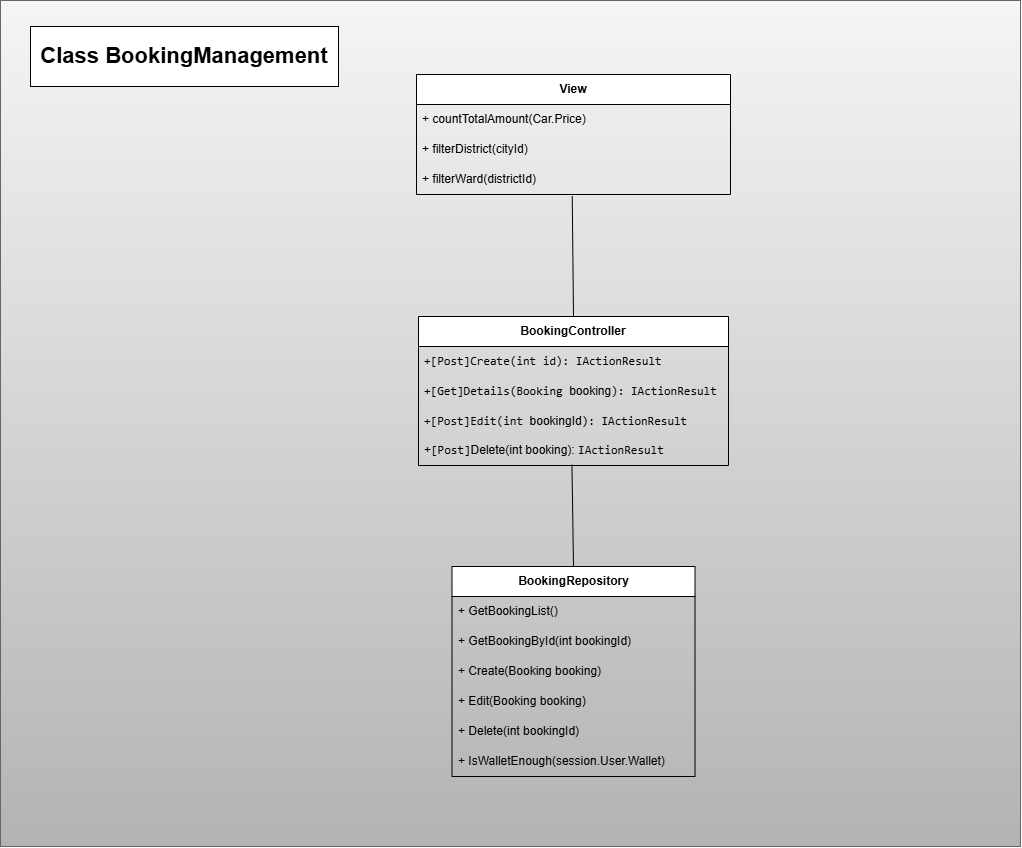 Class BookingManagement
View
+ countTotalAmount(Car.Price)
+ filterDistrict(cityId)
+ filterWard(districtId)
BookingController
+[Post]Create(int id): IActionResult
+[Get]Details(Booking booking): IActionResult
+[Post]Edit(int bookingId): IActionResult
+[Post]Delete(int booking): IActionResult
BookingRepository
+ GetBookingList()
+ GetBookingById(int bookingId)
+ Create(Booking booking)
+ Edit(Booking booking)
+ Delete(int bookingId)
+ IsWalletEnough(session.User.Wallet)